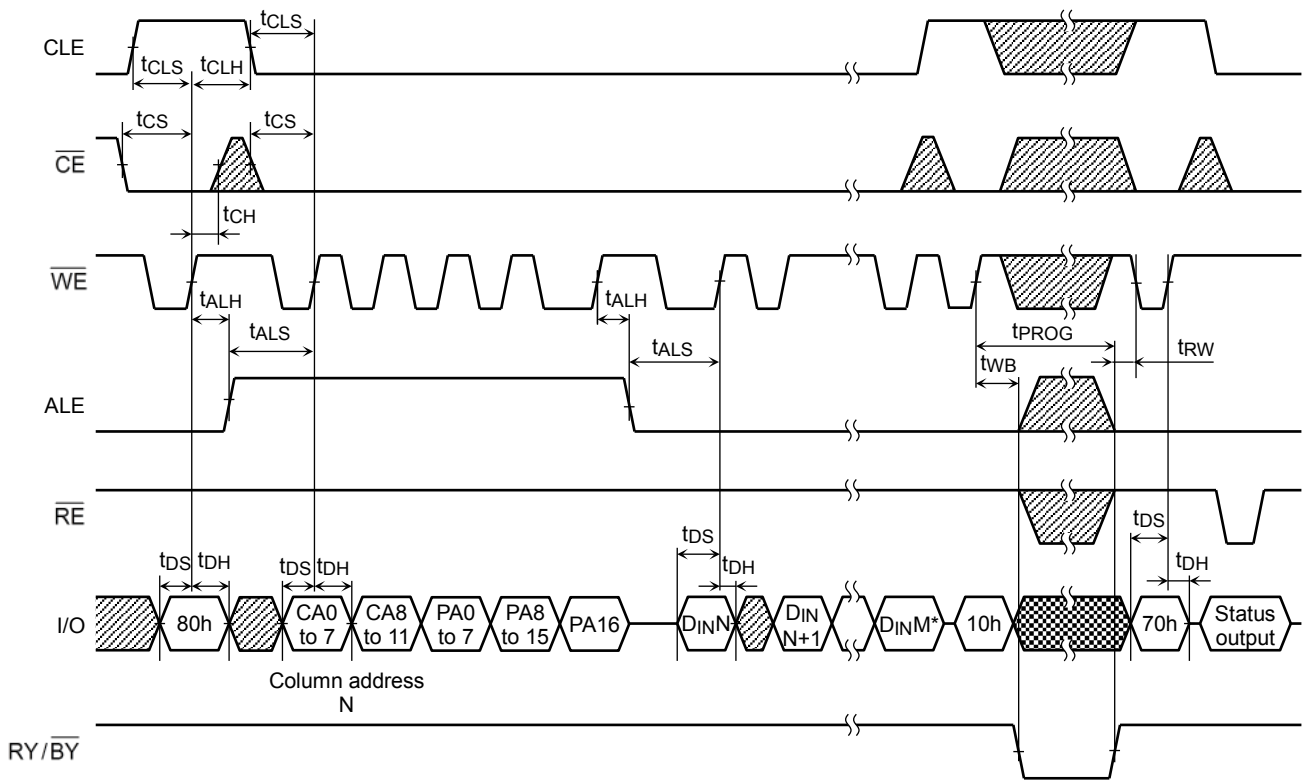 tCLS
CLE
tCLS tCLH
tCS tCS
CE
tCH
WE
tALH tALH
tALS tPROG
tALS tRW
tWB
ALE
RE
tDS tDH tDS tDH tDS tDH tDS tDH
I/O 80h CA0 to 7 CA8 to 11 PA0 to 7 PA8 to 15 PA16 DINN DIN N+1 DINM* 10h 70h Status output
Column address
N
RY/BY